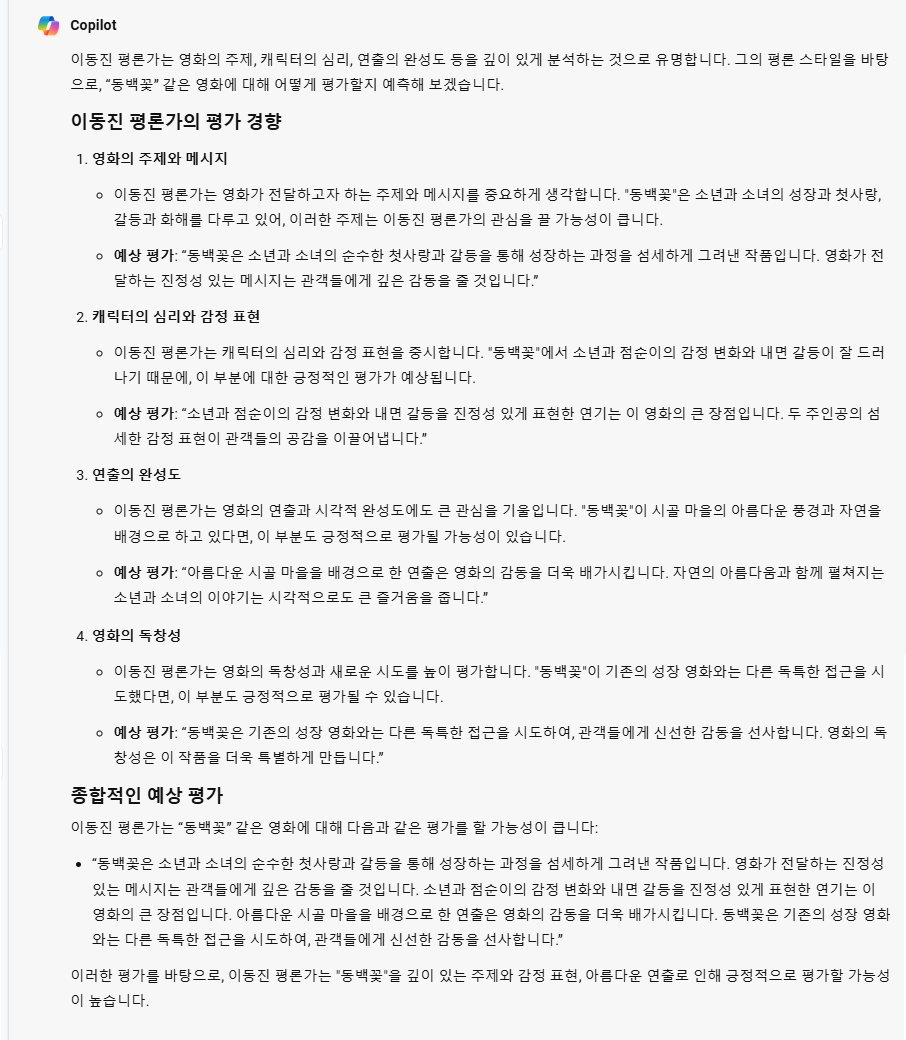 Copilot
이동진 평론가는 영화의 주제, 캐릭터의 심리, 연출의 완성도 등을 깊이 있게 분석하는 것으로 유명합니다. 그의 평론 스타일을 바탕
으로, “동백꽃” 같은 영화에 대해 어떻게 평가할지 예측해 보겠습니다.
이동진 평론가의 평가 경향
1. 영화의 주제와 메시지
◦ 이동진 평론가는 영화가 전달하고자 하는 주제와 메시지를 중요하게 생각합니다. "동백꽃"은 소년과 소녀의 성장과 첫사랑,
갈등과 화해를 다루고 있어, 이러한 주제는 이동진 평론가의 관심을 끌 가능성이 큽니다.
◦ 예상 평가: “동백꽃은 소년과 소녀의 순수한 첫사랑과 갈등을 통해 성장하는 과정을 섬세하게 그려낸 작품입니다. 영화가 전
달하는 진정성 있는 메시지는 관객들에게 깊은 감동을 줄 것입니다.”
2. 캐릭터의 심리와 감정 표현
◦ 이동진 평론가는 캐릭터의 심리와 감정 표현을 중시합니다. "동백꽃"에서 소년과 점순이의 감정 변화와 내면 갈등이 잘 드러
나기 때문에, 이 부분에 대한 긍정적인 평가가 예상됩니다.
◦ 예상 평가: “소년과 점순이의 감정 변화와 내면 갈등을 진정성 있게 표현한 연기는 이 영화의 큰 장점입니다. 두 주인공의 섬
세한 감정 표현이 관객들의 공감을 이끌어냅니다.”
3. 연출의 완성도
◦ 이동진 평론가는 영화의 연출과 시각적 완성도에도 큰 관심을 기울입니다. "동백꽃"이 시골 마을의 아름다운 풍경과 자연을
배경으로 하고 있다면, 이 부분도 긍정적으로 평가될 가능성이 있습니다.
◦ 예상 평가: “아름다운 시골 마을을 배경으로 한 연출은 영화의 감동을 더욱 배가시킵니다. 자연의 아름다움과 함께 펼쳐지는
소년과 소녀의 이야기는 시각적으로도 큰 즐거움을 줍니다.”
4. 영화의 독창성
◦ 이동진 평론가는 영화의 독창성과 새로운 시도를 높이 평가합니다. "동백꽃"이 기존의 성장 영화와는 다른 독특한 접근을 시
도했다면, 이 부분도 긍정적으로 평가될 수 있습니다.
◦ 예상 평가: “동백꽃은 기존의 성장 영화와는 다른 독특한 접근을 시도하여, 관객들에게 신선한 감동을 선사합니다. 영화의 독
창성은 이 작품을 더욱 특별하게 만듭니다.”
종합적인 예상 평가
이동진 평론가는 “동백꽃” 같은 영화에 대해 다음과 같은 평가를 할 가능성이 큽니다:
• “동백꽃은 소년과 소녀의 순수한 첫사랑과 갈등을 통해 성장하는 과정을 섬세하게 그려낸 작품입니다. 영화가 전달하는 진정성
있는 메시지는 관객들에게 깊은 감동을 줄 것입니다. 소년과 점순이의 감정 변화와 내면 갈등을 진정성 있게 표현한 연기는 이
영화의 큰 장점입니다. 아름다운 시골 마을을 배경으로 한 연출은 영화의 감동을 더욱 배가시킵니다. 동백꽃은 기존의 성장 영화
와는 다른 독특한 접근을 시도하여, 관객들에게 신선한 감동을 선사합니다.”
이러한 평가를 바탕으로, 이동진 평론가는 "동백꽃"을 깊이 있는 주제와 감정 표현, 아름다운 연출로 인해 긍정적으로 평가할 가능성
이 높습니다.